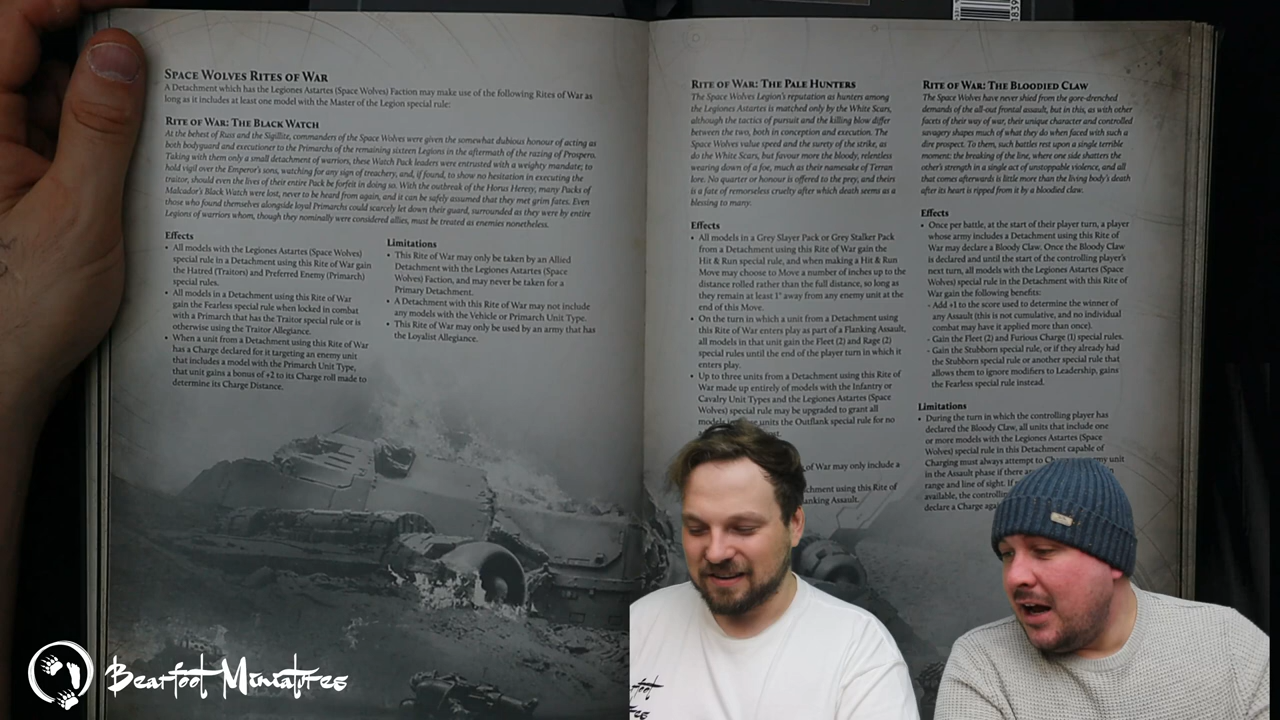 SPACE WOLVES RITES OF WAR
A Detachment which has the Legiones Astartes (Space Wolves) Faction may make use of the following Rites of War as
long as it includes at least one model with the Master of the Legion special rule:
RITE OF WAR: THE BLACK WATCH
At the behest of Russ and the Sigillite, commanders of the Space Wolves were given the somewhat dubious honour of acting as
both bodyguard and executioner to the Primarchs of the remaining sixteen Legions in the aftermath of the razing of Prospero.
Taking with them only a small detachment of warriors, these Watch Pack leaders were entrusted with a weighty mandate; to
hold vigil over the Emperor's sons, watching for any sign of treachery, and, if found, to show no hesitation in executing the
traitor, should even the lives of their entire Pack be forfeit in doing so. With the outbreak of the Horus Heresy, many Packs of
Malcador's Black Watch were lost, never to be heard from again, and it can be safely assumed that they met grim fates. Even
those who found themselves alongside loyal Primarchs could scarcely let down their guard, surrounded as they were by entire
Legions of warriors whom, though they nominally were considered allies, must be treated as enemies nonetheless.
Effects
• All models with the Legiones Astartes (Space Wolves)
special rule in a Detachment using this Rite of War gain
the Hatred (Traitors) and Preferred Enemy (Primarch)
special rules.
• All models in a Detachment using this Rite of War
gain the Fearless special rule when locked in combat
with a Primarch that has the Traitor special rule or is
otherwise using the Traitor Allegiance.
• When a unit from a Detachment using this Rite of War
has a Charge declared for it targeting an enemy unit
that includes a model with the Primarch Unit Type,
that unit gains a bonus of +2 to its Charge roll made to
determine its Charge Distance.
Limitations
• This Rite of War may only be taken by an Allied
Detachment with the Legiones Astartes (Space
Wolves) Faction, and may never be taken for a
Primary Detachment.
• A Detachment with this Rite of War may not include
any models with the Vehicle or Primarch Unit Type.
• This Rite of War may only be used by an army that has
the Loyalist Allegiance.
RITE OF WAR: THE PALE HUNTERS
The Space Wolves Legion's reputation as hunters among
the Legiones Astartes is matched only by the White Scars,
although the tactics of pursuit and the killing blow differ
between the two, both in conception and execution. The
Space Wolves value speed and the surety of the strike, as
do the White Scars, but favour more the bloody, relentless
wearing down of a foe, much as their namesake of Terran
lore. No quarter or honour is offered to the prey, and theirs
is a fate of remorseless cruelty after which death seems as a
blessing to many.
Effects
• All models in a Grey Slayer Pack or Grey Stalker Pack
from a Detachment using this Rite of War gain the
Hit & Run special rule, and when making a Hit & Run
Move may choose to Move a number of inches up to the
distance rolled rather than the full distance, so long as
they remain at least 1" away from any enemy unit at the
end of this Move.
• On the turn in which a unit from a Detachment using
this Rite of War enters play as part of a Flanking Assault,
all models in that unit gain the Fleet (2) and Rage (2)
special rules until the end of the player turn in which it
enters play.
• Up to three units from a Detachment using this Rite of
War made up entirely of models with the Infantry or
Cavalry Unit Types and the Legiones Astartes (Space
Wolves) special rule may be upgraded to grant all
models in units the Outflank special rule for no
of War may only include a
using this Rite of
Assault.
RITE OF WAR: THE BLOODIED CLAW
The Space Wolves have never shied from the gore-drenched
demands of the all-out frontal assault, but in this, as with other
facets of their way of war, their unique character and controlled
savagery shapes much of what they do when faced with such a
dire prospect. To them, such battles rest upon a single terrible
moment: the breaking of the line, where one side shatters the
other's strength in a single act of unstoppable violence, and all
that comes afterwards is little more than the living body's death
after its heart is ripped from it by a bloodied claw.
Effects
• Once per battle, at the start of their player turn, a player
whose army includes a Detachment using this Rite of
War may declare a Bloody Claw. Once the Bloody Claw
is declared and until the start of the controlling player's
next turn, all models with the Legiones Astartes (Space
Wolves) special rule in the Detachment with this Rite of
War gain the following benefits:
- Add +1 to the score used to determine the winner of
any Assault (this is not cumulative, and no individual
combat may have it applied more than once).
- Gain the Fleet (2) and Furious Charge (1) special rules.
- Gain the Stubborn special rule, or if they already had
the Stubborn special rule or another special rule that
allows them to ignore modifiers to Leadership, gains
the Fearless special rule instead.
Limitations
• During the turn in which the controlling player has
declared the Bloody Claw, all units that include one
or more models with the Legiones Astartes (Space
Wolves) special rule in this Detachment capable of
Charging must always attempt to unit
in the Assault phase if there
range and line of sight. If
available, the
declare a Charge
Bearfoot Miniatures